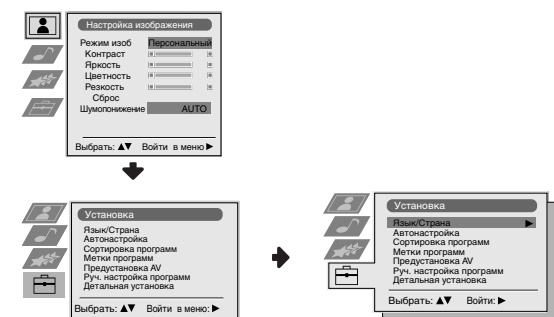 Настройка изображения
Режим изоб Персональный
Контраст
Яркость
Цветность
Резкость
Сброс
Шумопонижение AUTO
Выбрать: ▲▼ Войти в меню ▶
Установка
Язык/Страна
Автонастройка
Сортировка программ
Метки программ
Предустановка AV
Руч. настройка программ
Детальная установка
Выбрать: ▲▼ Войти в меню: ▶
Установка
Язык/Страна ▶
Автонастройка
Сортировка программ
Метки программ
Предустановка AV
Руч. настройка программ
Детальная установка
Выбрать: ▲▼ Войти: ▶